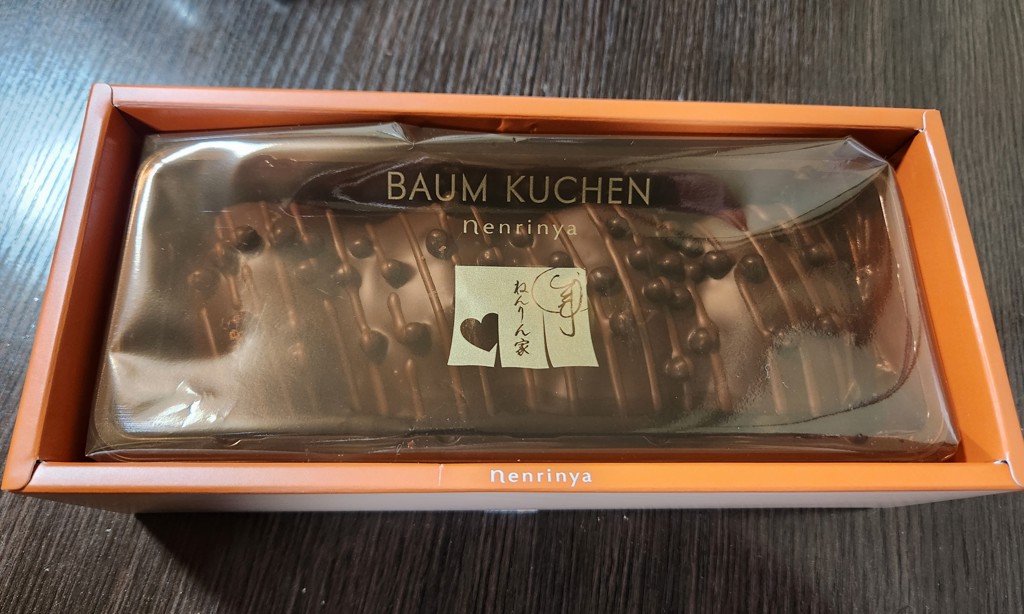 BAUM KUCHEN
nenrinya
ねんりん家
nenrinya